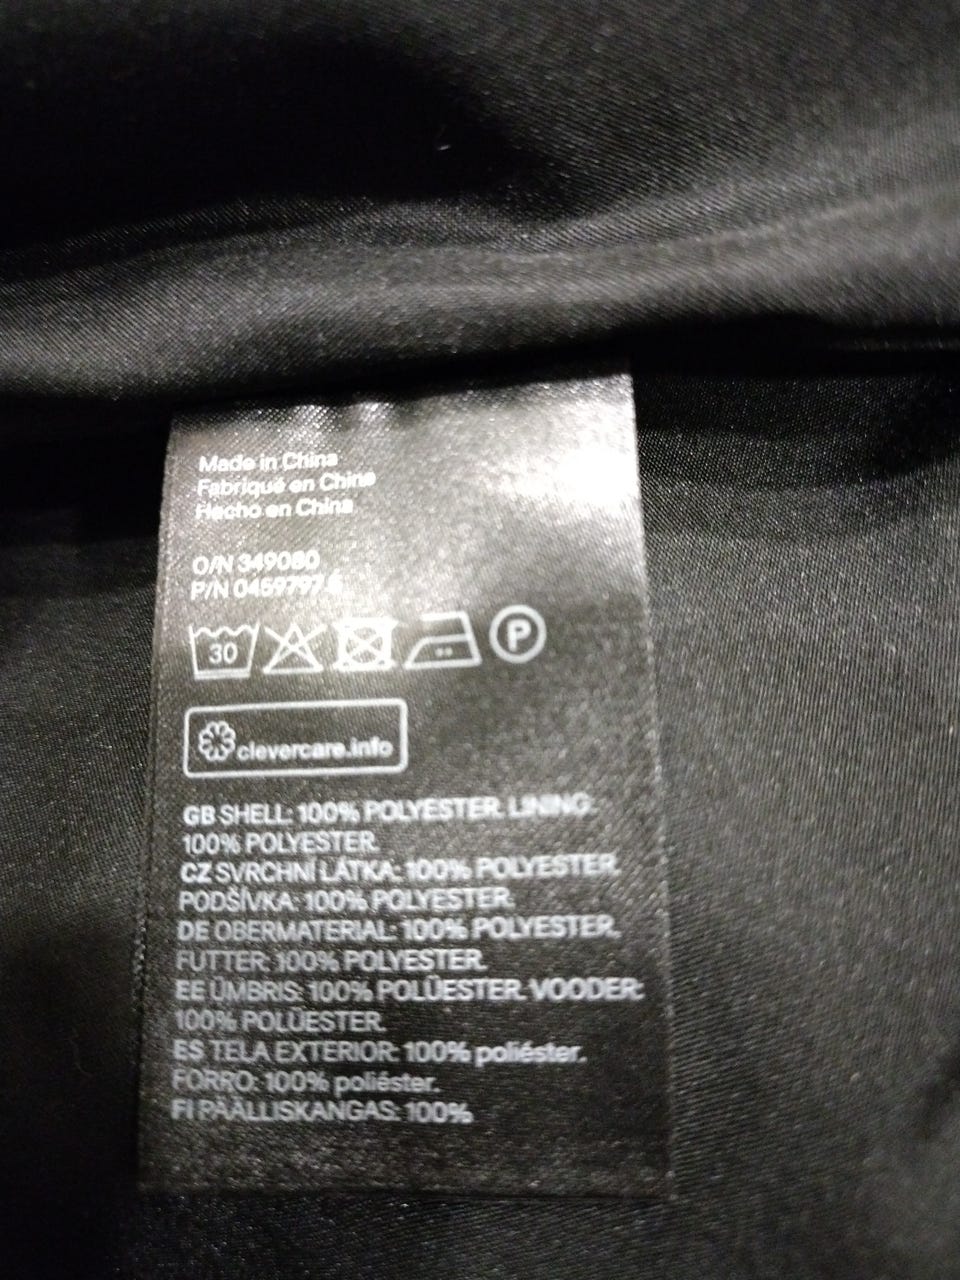 Made in China
Fabriqué en Chine
Hecho en China
O/N 349080
P/N 0459797
30
P
clevercare.info
GB SHELL: 100% POLYESTER. LINING:
100% POLYESTER.
CZ SVRCHNÍ LÁTKA: 100% POLYESTER.
PODŠÍVKA: 100% POLYESTER.
DE OBERMATERIAL: 100% POLYESTER.
FUTTER: 100% POLYESTER.
EE ÜMBRIS: 100% POLÜESTER. VOODER:
100% POLÜESTER.
ES TELA EXTERIOR: 100% poliéster.
FORRO: 100% poliéster.
FI PÄÄLLISKANGAS: 100%